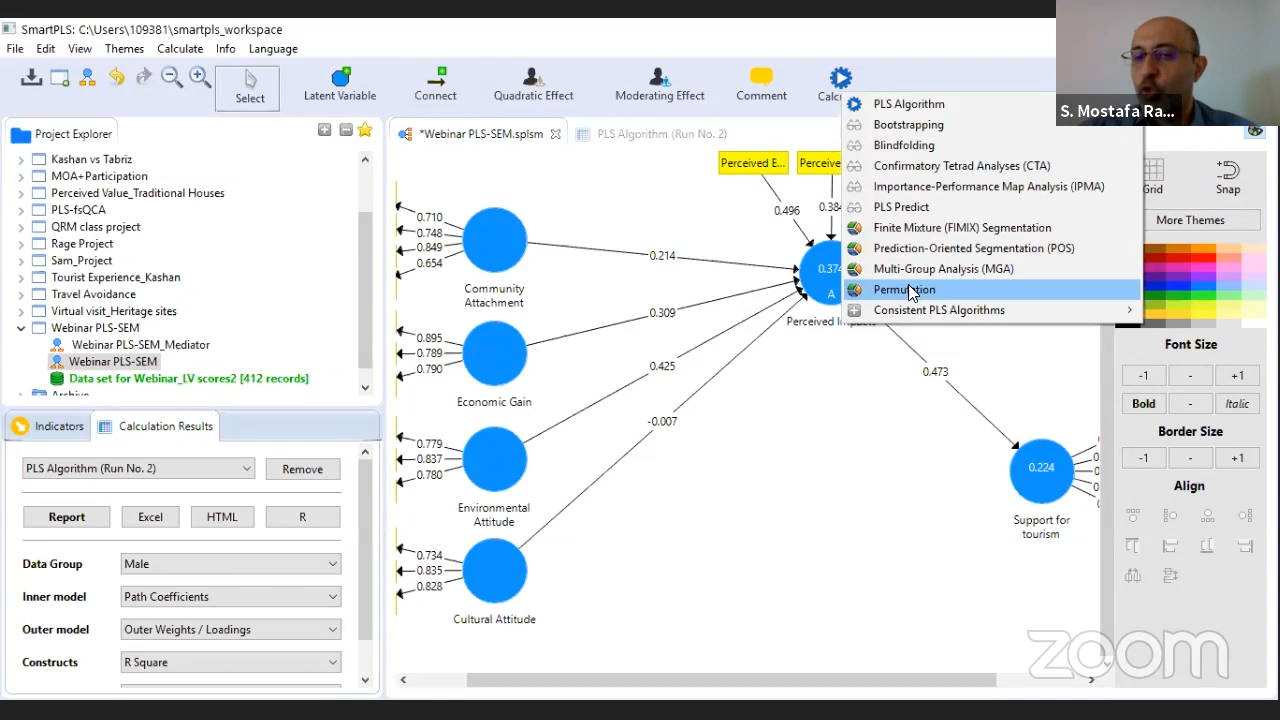 SmartPLS: C:\Users\109381\smartpls_workspace
File Edit View Themes Calculate Info Language
Select
Latent Variable
Connect
Quadratic Effect
Moderating Effect
Comment
Calc
S. Mostafa Ra...
PLS Algorithm
Bootstrapping
Blindfolding
Confirmatory Tetrad Analyses (CTA)
Importance-Performance Map Analysis (IPMA)
PLS Predict
Finite Mixture (FIMIX) Segmentation
Prediction-Oriented Segmentation (POS)
Multi-Group Analysis (MGA)
Permutation
Consistent PLS Algorithms
Project Explorer
Kashan vs Tabriz
MOA+Participation
Perceived Value_Traditional Houses
PLS-fsQCA
QRM class project
Rage Project
Sam_Project
Tourist Experience_Kashan
Travel Avoidance
Virtual visit_Heritage sites
Webinar PLS-SEM
Webinar PLS-SEM_Mediator
Webinar PLS-SEM
Data set for Webinar_LV scores2 [412 records]
Archive
Indicators
Calculation Results
PLS Algorithm (Run No. 2)
Remove
Report Excel HTML R
Data Group Male
Inner model Path Coefficients
Outer model Outer Weights / Loadings
Constructs R Square
*Webinar PLS-SEM.splsm
PLS Algorithm (Run No. 2)
Perceived E...
Perceive
0.496
0.384
0.710
0.748
0.849
0.654
Community
Attachment
0.214
0.374
A
Perceived Impacts
0.895
0.789
0.790
Economic Gain
0.309
0.425
-0.007
0.473
0.779
0.837
0.780
Environmental
Attitude
0.224
Support for
tourism
0.734
0.835
0.828
Cultural Attitude
Grid
Snap
More Themes
Font Size
-1 - +1
Bold - Italic
Border Size
-1 - +1
Align
zoom